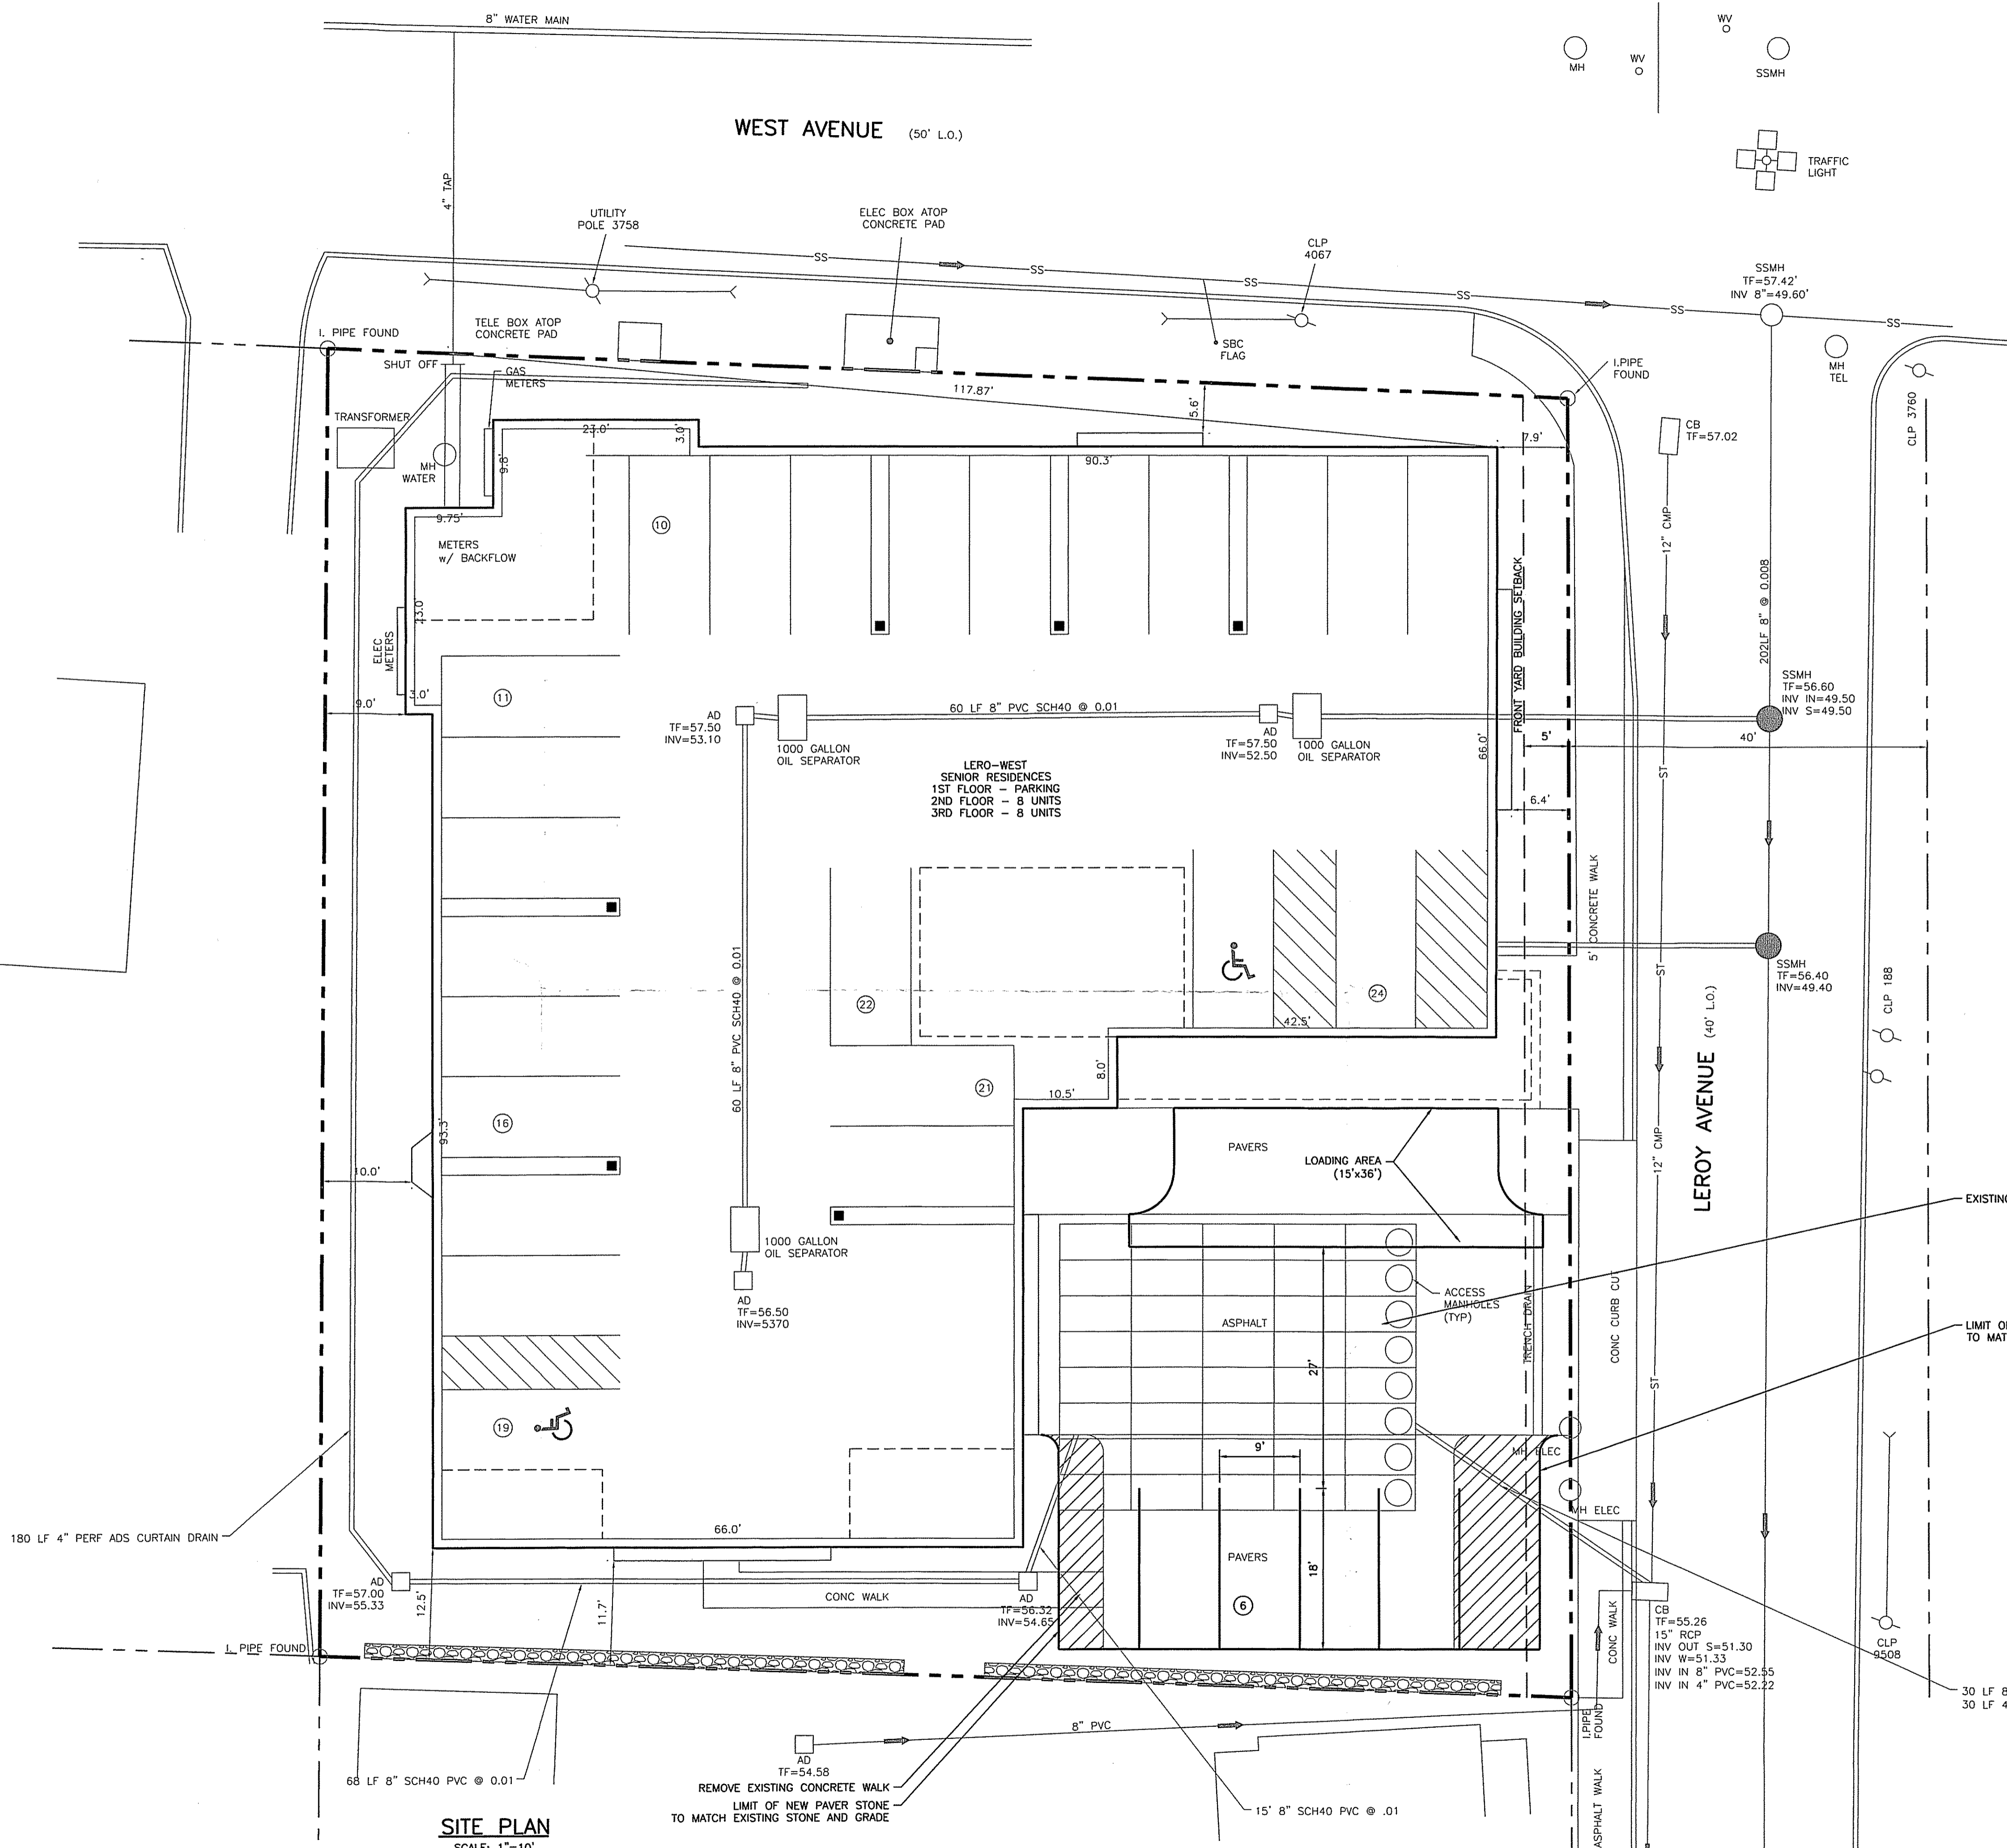 8" WATER MAIN
WV
MH
WV
SSMH
WEST AVENUE (50' L.O.)
TRAFFIC
LIGHT
4" TAP
UTILITY
POLE 3758
ELEC BOX ATOP
CONCRETE PAD
CLP
4067
SS
SS
SS
SS
SS
SS
SSMH
TF=57.42'
INV 8"=49.60'
I. PIPE FOUND
TELE BOX ATOP
CONCRETE PAD
SBC
FLAG
I.PIPE
FOUND
MH
TEL
SHUT OFF
GAS
METERS
117.87'
5.6'
CLP 3760
TRANSFORMER
23.0'
3.0'
7.9'
CB
TF=57.02
MH
WATER
9.8'
90.3'
9.75'
10
METERS
w/ BACKFLOW
12" CMP
202LF 8" @ 0.008
FRONT YARD BUILDING SETBACK
23.0'
ELEC
METERS
3.0'
9.0'
11
AD
TF=57.50
INV=53.10
1000 GALLON
OIL SEPARATOR
60 LF 8" PVC SCH40 @ 0.01
AD
TF=57.50
INV=52.50
1000 GALLON
OIL SEPARATOR
SSMH
TF=56.60
INV IN=49.50
INV S=49.50
66.0'
5'
40'
LERO-WEST
SENIOR RESIDENCES
1ST FLOOR - PARKING
2ND FLOOR - 8 UNITS
3RD FLOOR - 8 UNITS
ST
6.4'
5' CONCRETE WALK
60 LF 8" PVC SCH40 @ 0.01
ST
SSMH
TF=56.40
INV=49.40
22
24
42.5'
CLP 188
LEROY AVENUE (40' L.O.)
21
8.0'
10.5'
16
93.3'
10.0'
PAVERS
LOADING AREA
(15'x36')
12" CMP
EXISTING
1000 GALLON
OIL SEPARATOR
AD
TF=56.50
INV=5370
ACCESS
MANHOLES
(TYP)
ASPHALT
TRENCH DRAIN
CONC CURB CUT
27'
ST
19
9'
MH ELEC
MH ELEC
180 LF 4" PERF ADS CURTAIN DRAIN
66.0'
PAVERS
18'
6
AD
TF=57.00
INV=55.33
12.5'
11.7'
CONC WALK
AD
TF=56.32
INV=54.65
CONC WALK
CB
TF=55.26
15" RCP
INV OUT S=51.30
INV W=51.33
INV IN 8" PVC=52.55
INV IN 4" PVC=52.22
CLP
9508
I. PIPE FOUND
30 LF 8
30 LF 4
I.PIPE
FOUND
8" PVC
AD
TF=54.58
68 LF 8" SCH40 PVC @ 0.01
REMOVE EXISTING CONCRETE WALK
LIMIT OF NEW PAVER STONE
TO MATCH EXISTING STONE AND GRADE
15' 8" SCH40 PVC @ .01
ASPHALT WALK
SITE PLAN
SCALE: 1"=10'